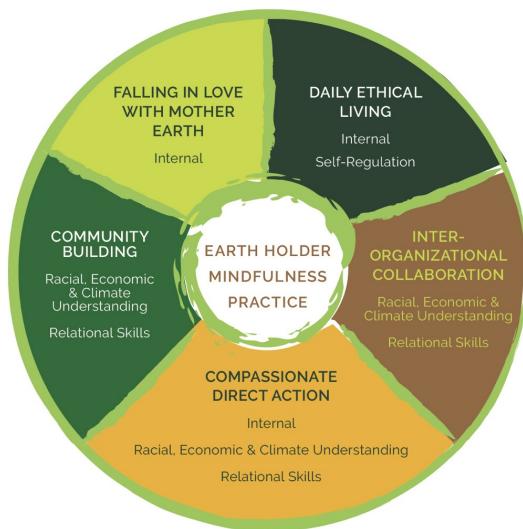 FALLING IN LOVE
WITH MOTHER
EARTH
Internal
DAILY ETHICAL
LIVING
Internal
Self-Regulation
COMMUNITY
BUILDING
Racial, Economic
& Climate
Understanding
Relational Skills
EARTH HOLDER
MINDFULNESS
PRACTICE
INTER-
ORGANIZATIONAL
COLLABORATION
Racial, Economic &
Climate Understanding
Relational Skills
COMPASSIONATE
DIRECT ACTION
Internal
Racial, Economic & Climate Understanding
Relational Skills